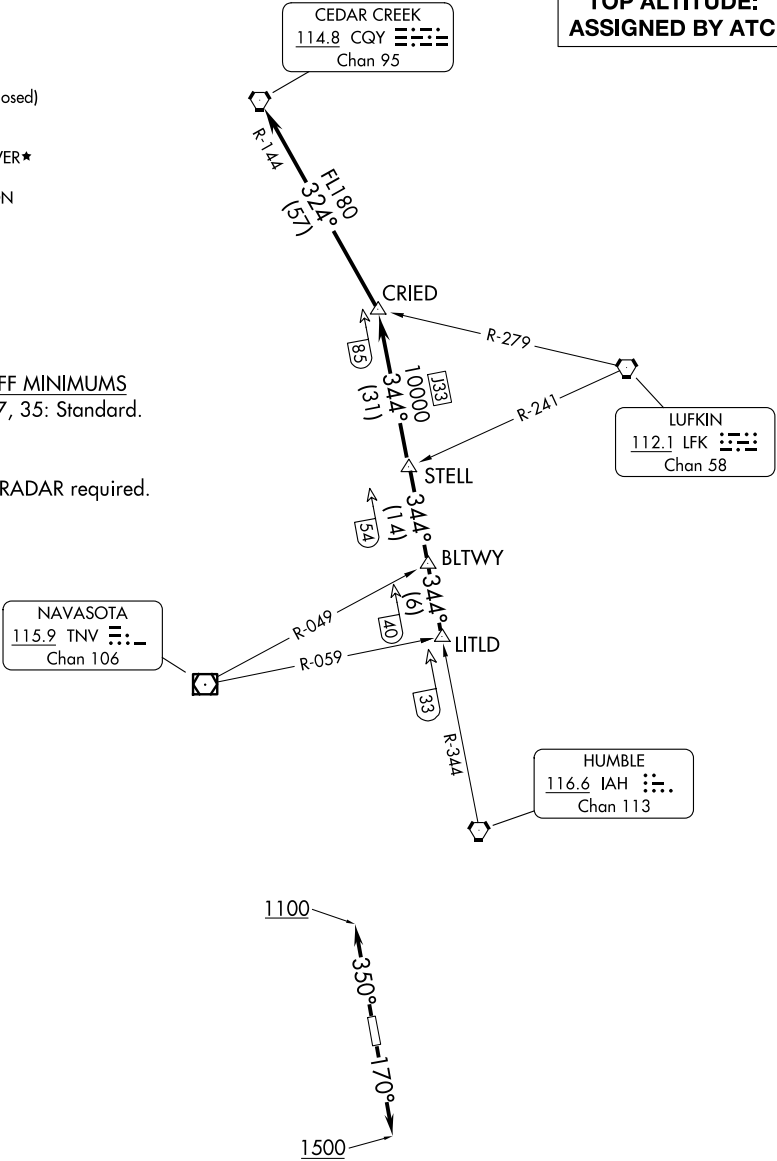 TOP ALTITUDE:
ASSIGNED BY ATC
CEDAR CREEK
114.8 CQY
Chan 95
osed)
VER★
ON
R-144
FL180
324°
(57)
CRIED
85
R-279
J33
10000
344°
(31)
R-241
FF MINIMUMS
7, 35: Standard.
LUFKIN
112.1 LFK
Chan 58
STELL
RADAR required.
54
344°
(14)
BLTWY
NAVASOTA
115.9 TNV
Chan 106
R-049
40
344°
(6)
R-059
LITLD
33
R-344
HUMBLE
116.6 IAH
Chan 113
1100
350°
170°
1500